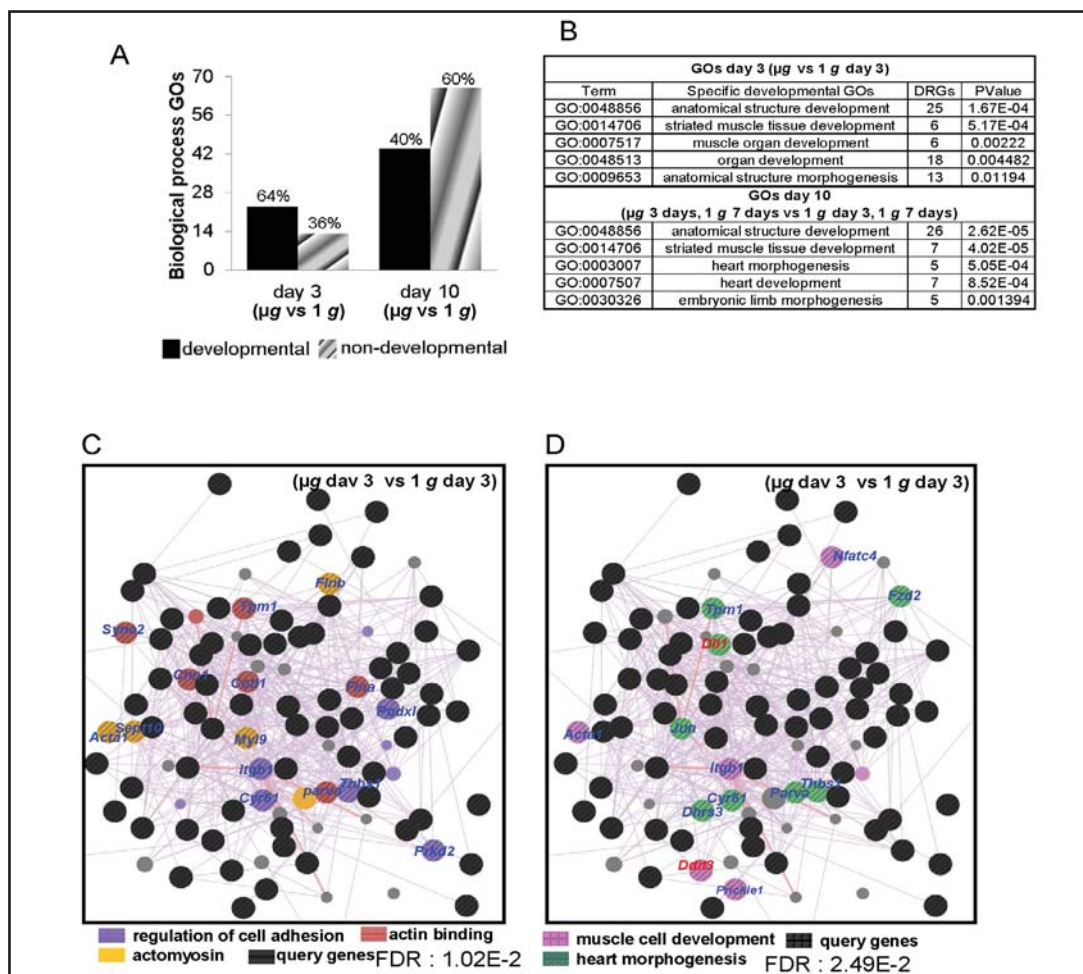 A
Biological process GOs
70
56
42
28
14
0
64%
36%
40%
60%
day 3
(µg vs 1 g)
day 10
(µg vs 1 g)
developmental
non-developmental
B
GOs day 3 (µg vs 1 g day 3)
Term Specific developmental GOs DRGs PValue
GO:0048856 anatomical structure development 25 1.67E-04
GO:0014706 striated muscle tissue development 6 5.17E-04
GO:0007517 muscle organ development 6 0.00222
GO:0048513 organ development 18 0.004482
GO:0009653 anatomical structure morphogenesis 13 0.01194
GOs day 10
(µg 3 days, 1 g 7 days vs 1 g day 3, 1 g 7 days)
GO:0048856 anatomical structure development 26 2.62E-05
GO:0014706 striated muscle tissue development 7 4.02E-05
GO:0003007 heart morphogenesis 5 5.05E-04
GO:0007507 heart development 7 8.52E-04
GO:0030326 embryonic limb morphogenesis 5 0.001394
C
(µg day 3 vs 1 g day 3)
Flnb
Tpm1
Flna
Podxl
Sept10
Acta1
Myl9
Itgb1
parva
Cyr61
Prkd2
regulation of cell adhesion
actin binding
actomyosin
query genes
FDR : 1.02E-2
D
(µg day 3 vs 1 g day 3)
Nfatc4
Fzd2
Tpm1
Dll1
Acta1
Jun
Itgb1
Cyr61
Parva
Dhrs3
Prickle1
muscle cell development
query genes
heart morphogenesis
FDR : 2.49E-2